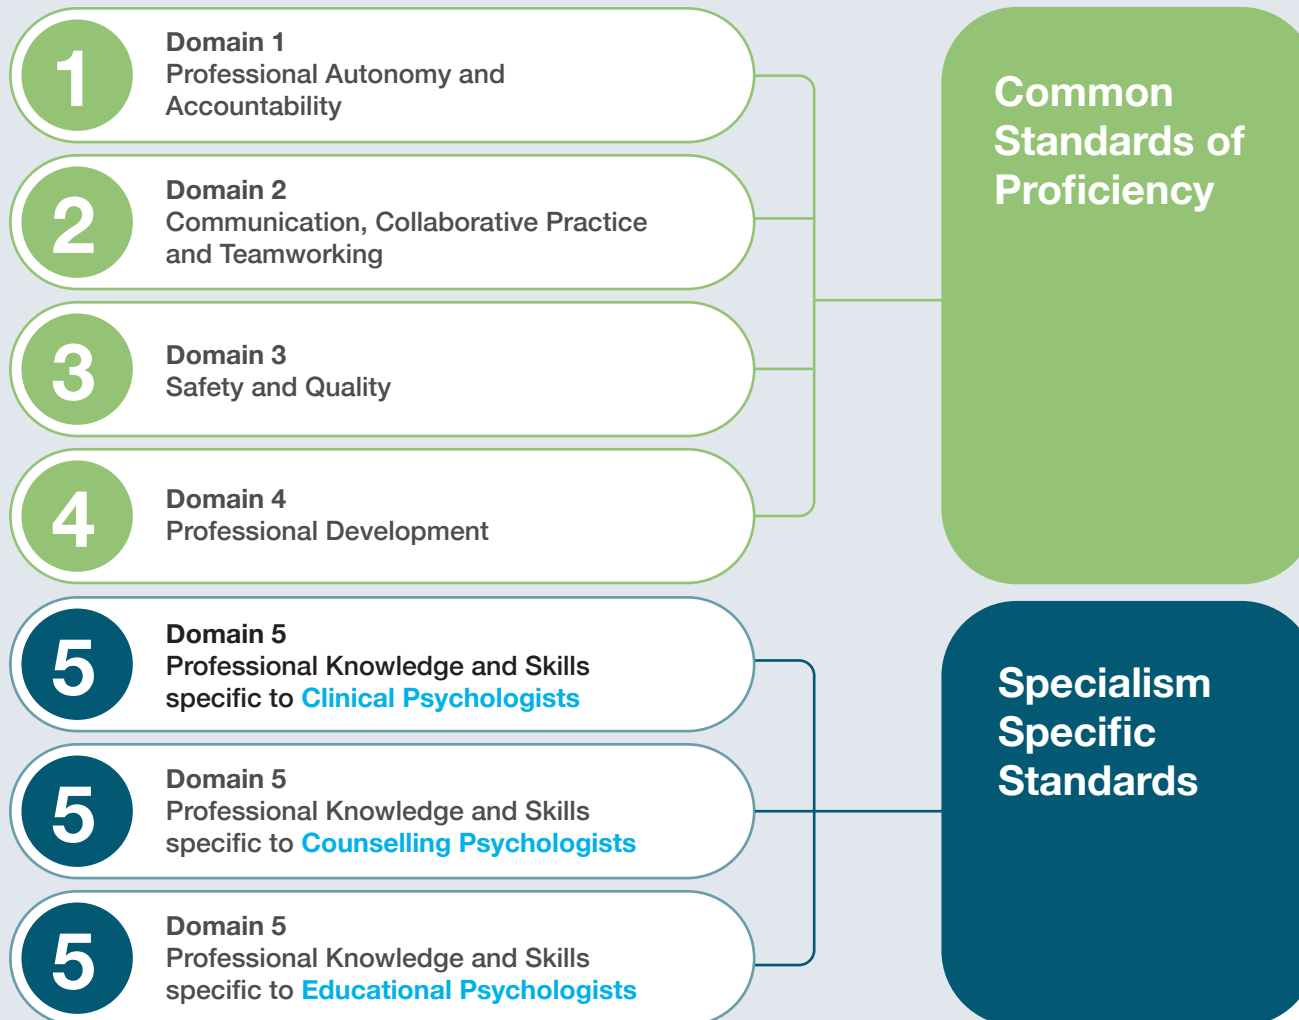 1
Domain 1
Professional Autonomy and
Accountability
2
Domain 2
Communication, Collaborative Practice
and Teamworking
3
Domain 3
Safety and Quality
4
Domain 4
Professional Development
Common
Standards of
Proficiency
5
Domain 5
Professional Knowledge and Skills
specific to Clinical Psychologists
5
Domain 5
Professional Knowledge and Skills
specific to Counselling Psychologists
5
Domain 5
Professional Knowledge and Skills
specific to Educational Psychologists
Specialism
Specific
Standards